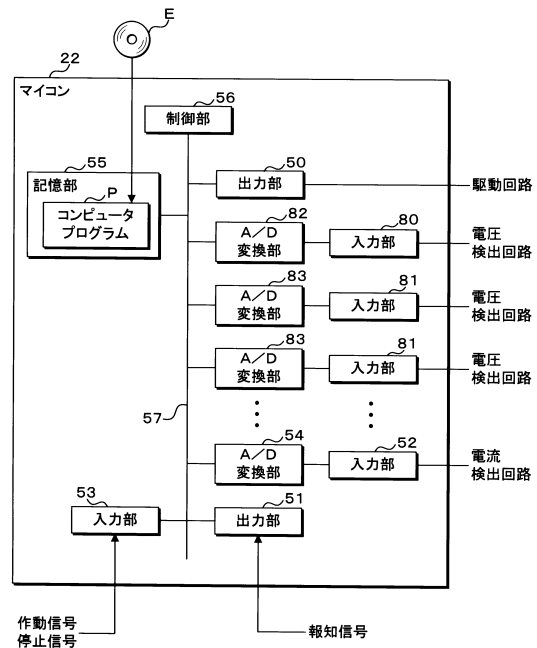 E
22
マイコン
56
制御部
55
記憶部
P
コンピュータ
プログラム
50
出力部
駆動回路
82
A/D
変換部
80
入力部
電圧
検出回路
83
A/D
変換部
81
入力部
電圧
検出回路
83
A/D
変換部
81
入力部
電圧
検出回路
57
54
A/D
変換部
52
入力部
電流
検出回路
53
入力部
51
出力部
作動信号
停止信号
報知信号